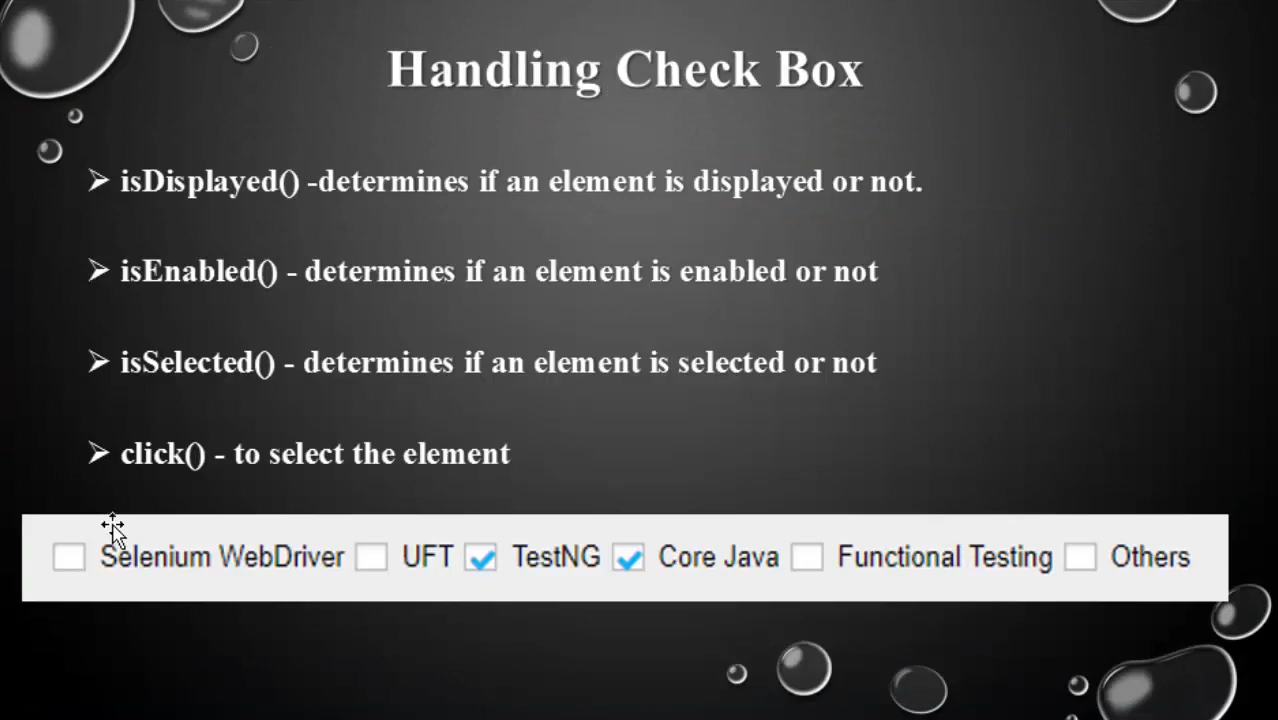 Handling Check Box
➢ isDisplayed() -determines if an element is displayed or not.
➢ isEnabled() - determines if an element is enabled or not
➢ isSelected() - determines if an element is selected or not
➢ click() - to select the element
Selenium WebDriver UFT TestNG Core Java Functional Testing Others